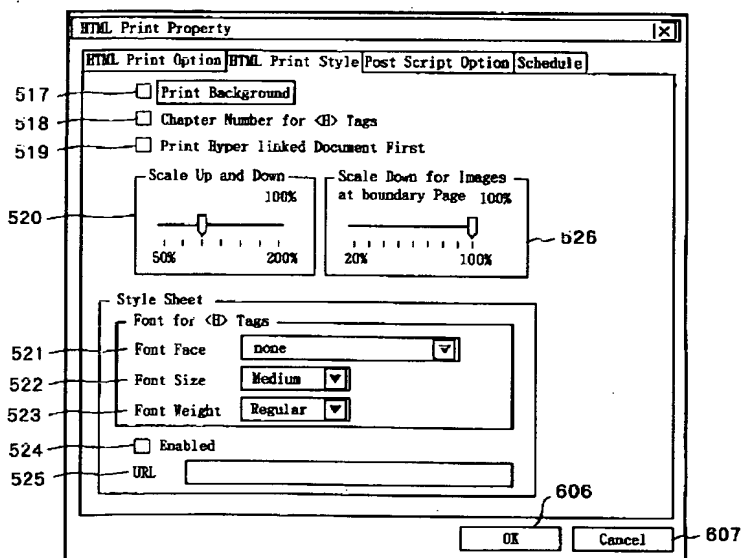 HTML Print Property
HTML Print Option HTML Print Style Post Script Option Schedule
517 Print Background
518 Chapter Number for <H> Tags
519 Print Hyper linked Document First
Scale Up and Down
100%
520
50% 200%
Scale Down for Images
at boundary Page 100%
526
20% 100%
Style Sheet
Font for <H> Tags
521 Font Face none
522 Font Size Medium
523 Font Weight Regular
524 Enabled
525 URL
606
OK Cancel 607